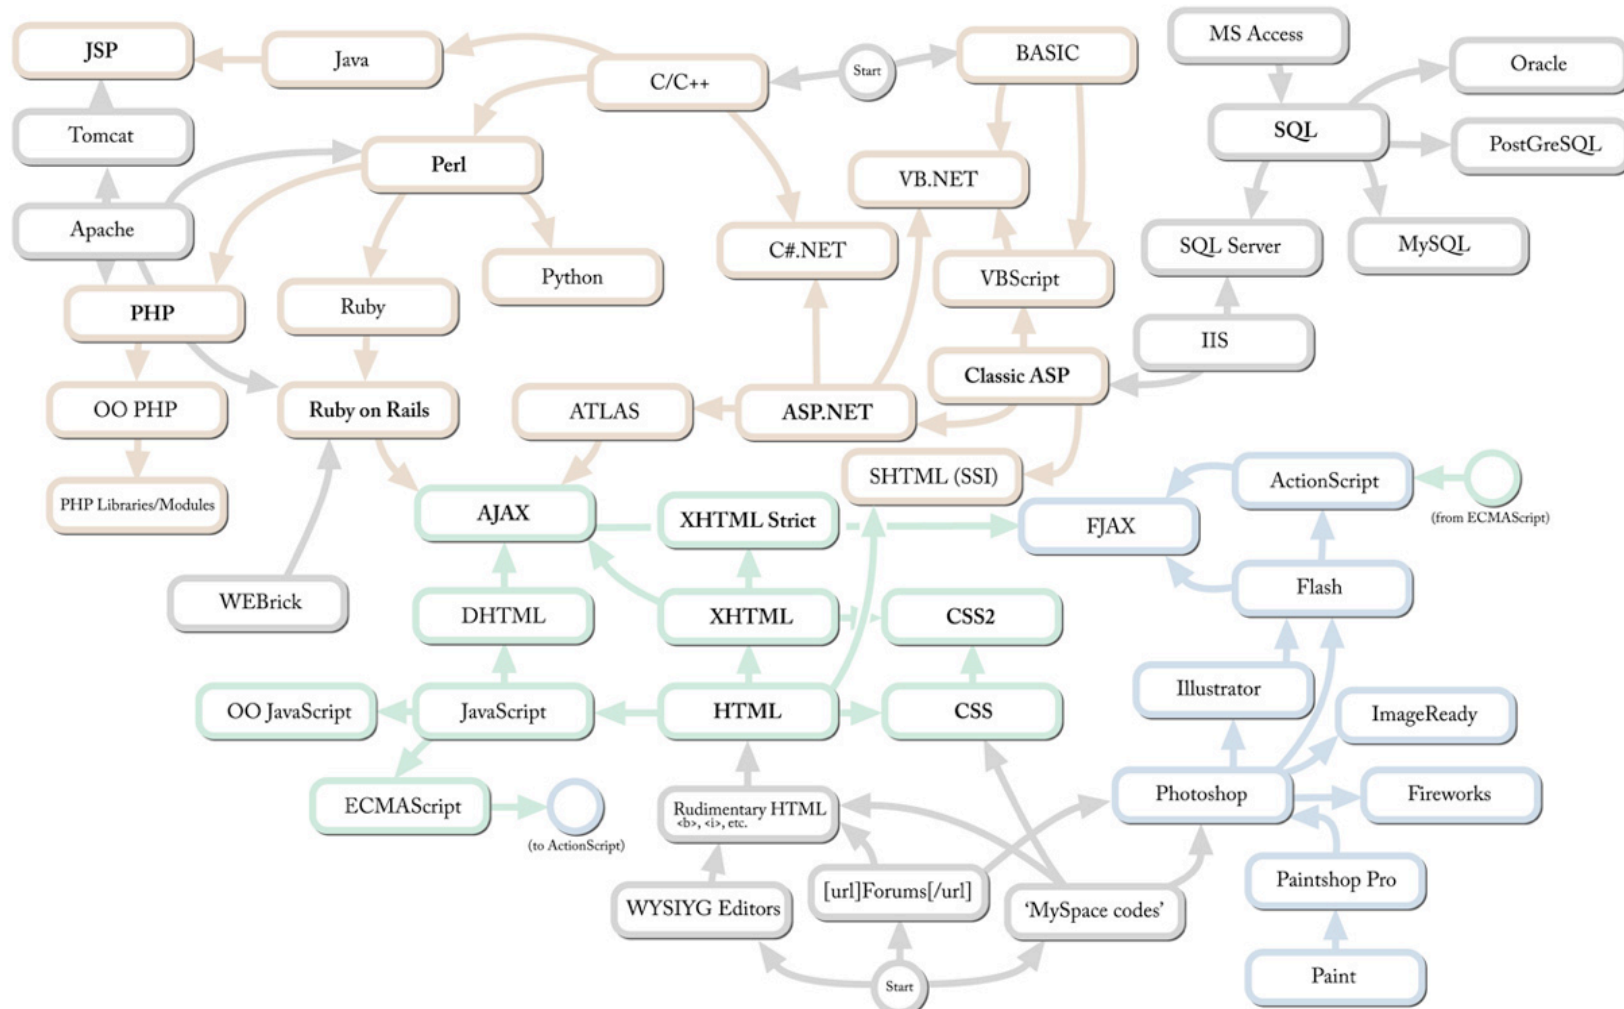 MS Access
JSP
Java
C/C++
Start
BASIC
Oracle
Tomcat
SQL
PostGreSQL
Perl
VB.NET
Apache
C#.NET
SQL Server
MySQL
Python
VBScript
PHP
Ruby
IIS
Classic ASP
OO PHP
Ruby on Rails
ATLAS
ASP.NET
SHTML (SSI)
ActionScript
PHP Libraries/Modules
AJAX
XHTML Strict
FJAX
(from ECMAScript)
WEBrick
DHTML
XHTML
CSS2
Flash
Illustrator
OO JavaScript
JavaScript
HTML
CSS
ImageReady
ECMAScript
(to ActionScript)
Rudimentary HTML
<b>, <i>, etc.
Photoshop
Fireworks
WYSIYG Editors
[url]Forums[/url]
‘MySpace codes’
Paintshop Pro
Start
Paint